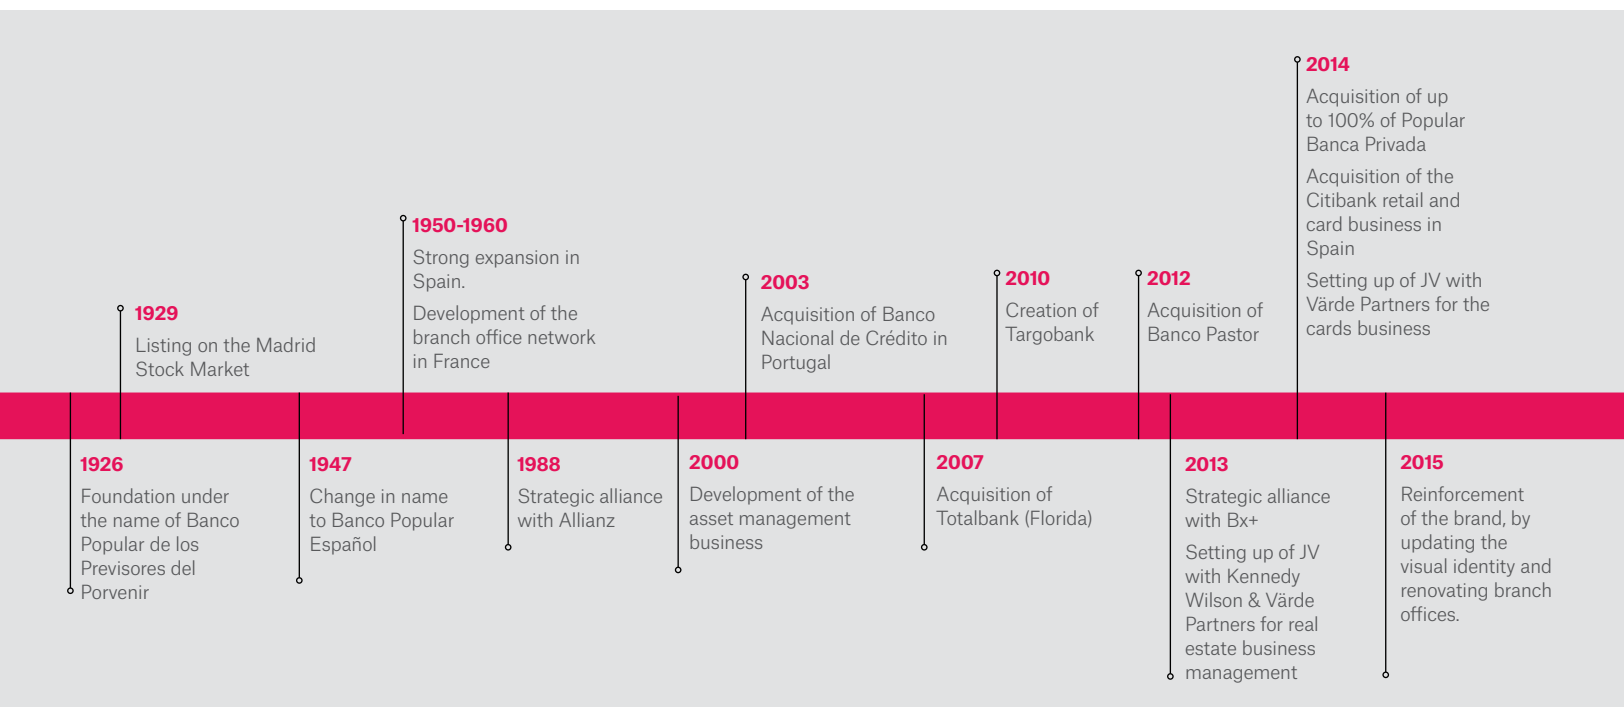 1926
Foundation under
the name of Banco
Popular de los
Previsores del
Porvenir
1929
Listing on the Madrid
Stock Market
1947
Change in name
to Banco Popular
Español
1950-1960
Strong expansion in
Spain.
Development of the
branch office network
in France
1988
Strategic alliance
with Allianz
2000
Development of the
asset management
business
2003
Acquisition of Banco
Nacional de Crédito in
Portugal
2007
Acquisition of
Totalbank (Florida)
2010
Creation of
Targobank
2012
Acquisition of
Banco Pastor
2013
Strategic alliance
with Bx+
Setting up of JV
with Kennedy
Wilson & Värde
Partners for real
estate business
management
2014
Acquisition of up
to 100% of Popular
Banca Privada
Acquisition of the
Citibank retail and
card business in
Spain
Setting up of JV with
Värde Partners for the
cards business
2015
Reinforcement
of the brand, by
updating the
visual identity and
renovating branch
offices.